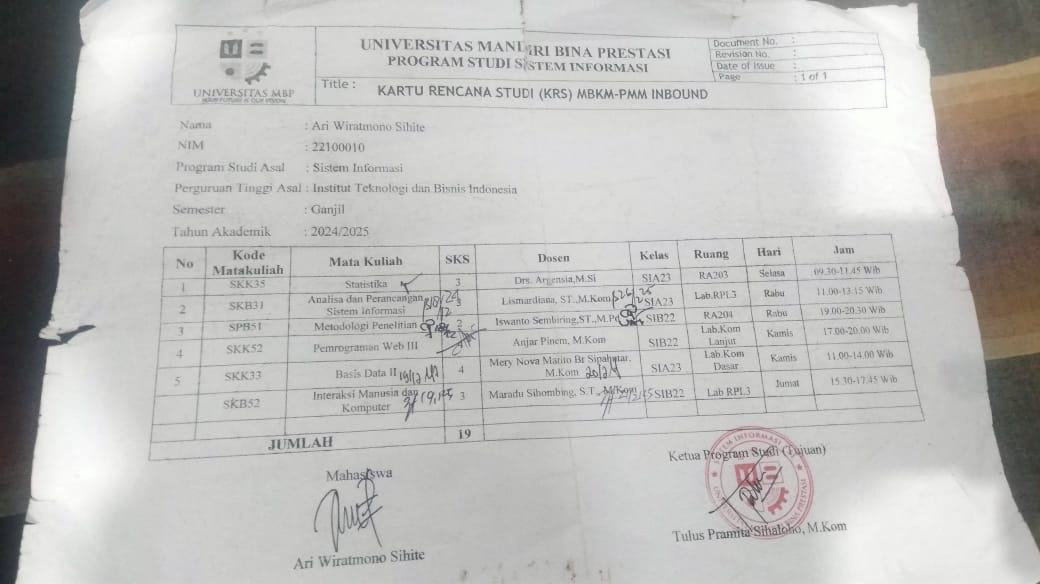 UNIVERSITAS MBP
YOUR FUTURE IS OUR VISION
UNIVERSITAS MANDIRI BINA PRESTASI
PROGRAM STUDI SISTEM INFORMASI
Title :
KARTU RENCANA STUDI (KRS) MBKM-PMM INBOUND
Document No. :
Revision No. :
Date of Issue :
Page : 1 of 1
Nama : Ari Wiratmono Sihite
NIM : 22100010
Program Studi Asal : Sistem Informasi
Perguruan Tinggi Asal : Institut Teknologi dan Bisnis Indonesia
Semester : Ganjil
Tahun Akademik : 2024/2025
No Kode Matakuliah Mata Kuliah SKS Dosen Kelas Ruang Hari Jam
1 SKK35 Statistika 3 Drs. Argensia,M.Si SIA23 RA203 Selasa 09.30-11.45 Wib
2 SKB31 Analisa dan Perancangan Sistem informasi 3 Lismardiana, ST.,M.Kom SIA23 Lab.RPL3 Rabu 11.00-13.15 Wib
3 SPB51 Metodologi Penelitian 2 Iswanto Sembiring,ST.,M.Pd SIB22 RA204 Rabu 19.00-20.30 Wib
4 SKK52 Pemrograman Web III Anjar Pinem, M.Kom SIB22 Lab.Kom Lanjut Kamis 17.00-20.00 Wib
5 SKK33 Basis Data II 4 Mery Nova Matito Br Sipahutar, M.Kom SIA23 Lab.Kom Dasar Kamis 11.00-14.00 Wib
SKB52 Interaksi Manusia dan Komputer 3 Maradu Sihombing, S.T., M.Kom SIB22 Lab RPL3 Jumat 15.30-17.45 Wib
JUMLAH 19
Mahasiswa
Ari Wiratmono Sihite
Ketua Program Studi (Tujuan)
Tulus Pramita Sihaloho, M.Kom